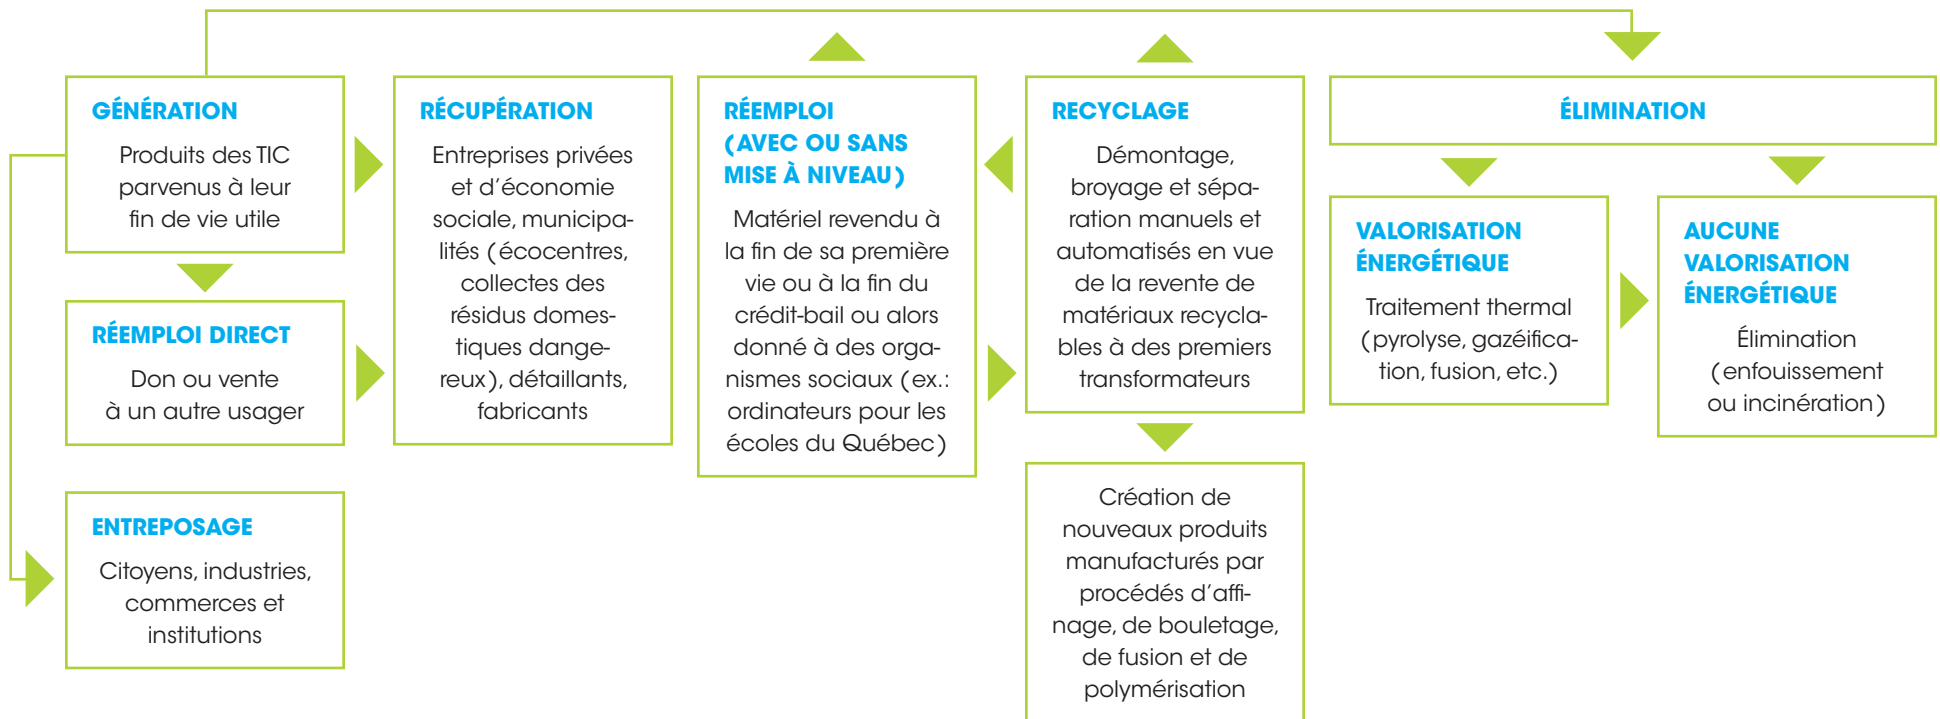 GÉNÉRATION
Produits des TIC
parvenus à leur
fin de vie utile
RÉEMPLOI DIRECT
Don ou vente
à un autre usager
ENTREPOSAGE
Citoyens, industries,
commerces et
institutions
RÉCUPÉRATION
Entreprises privées
et d’économie
sociale, municipa-
lités (écocentres,
collectes des
résidus domes-
tiques dange-
reux), détaillants,
fabricants
RÉEMPLOI
(AVEC OU SANS
MISE À NIVEAU)
Matériel revendu à
la fin de sa première
vie ou à la fin du
crédit-bail ou alors
donné à des orga-
nismes sociaux (ex.:
ordinateurs pour les
écoles du Québec)
RECYCLAGE
Démontage,
broyage et sépa-
ration manuels et
automatisés en vue
de la revente de
matériaux recycla-
bles à des premiers
transformateurs
Création de
nouveaux produits
manufacturés par
procédés d’affi-
nage, de bouletage,
de fusion et de
polymérisation
ÉLIMINATION
VALORISATION
ÉNERGÉTIQUE
Traitement thermal
(pyrolyse, gazéifica-
tion, fusion, etc.)
AUCUNE
VALORISATION
ÉNERGÉTIQUE
Élimination
(enfouissement
ou incinération)